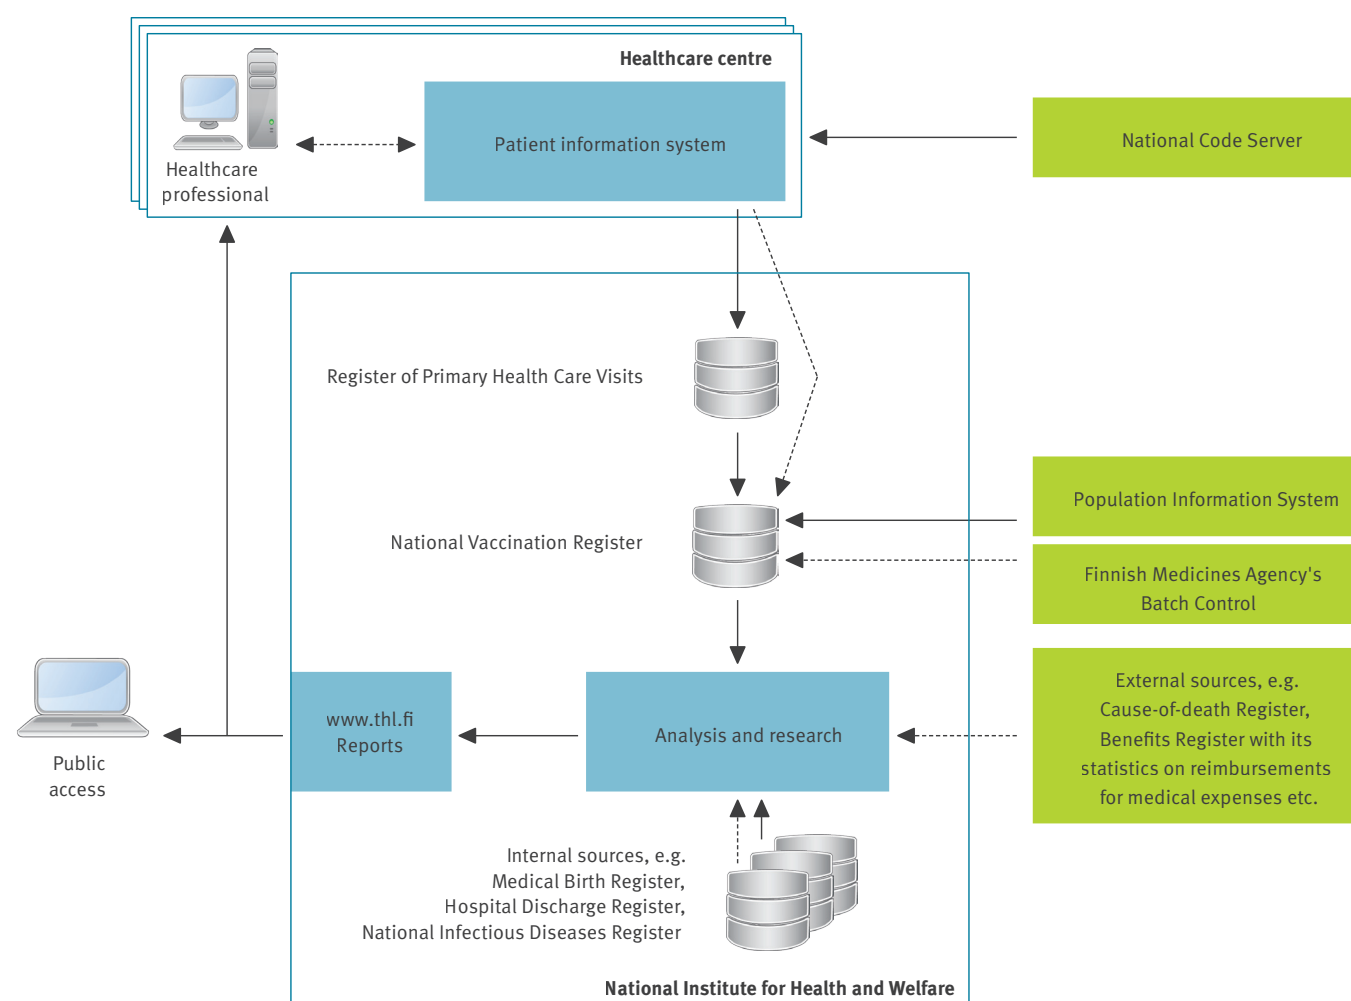 Healthcare centre
Healthcare
professional
Patient information system
National Code Server
Register of Primary Health Care Visits
National Vaccination Register
Population Information System
Finnish Medicines Agency's
Batch Control
External sources, e.g.
Cause-of-death Register,
Benefits Register with its
statistics on reimbursements
for medical expenses etc.
Analysis and research
www.thl.fi
Reports
Public
access
Internal sources, e.g.
Medical Birth Register,
Hospital Discharge Register,
National Infectious Diseases Register
National Institute for Health and Welfare